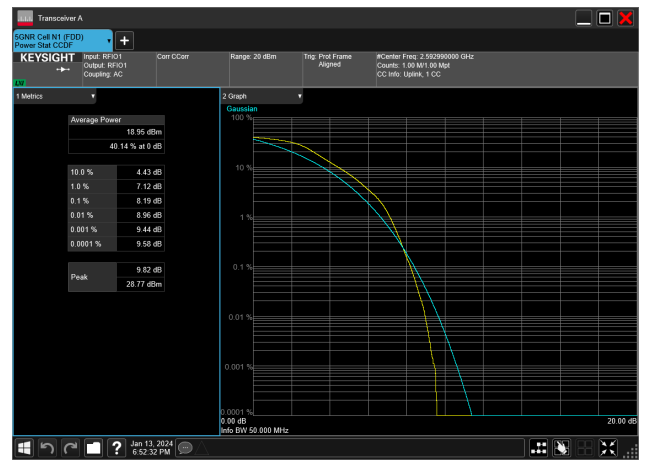 Transceiver A
5GNR Cell N1 (FDD)
Power Stat CCDF
KEYSIGHT
Input: RFIO1
Output: RFIO1
Coupling: AC
Corr CCorr
Range: 20 dBm
Trig: Prot Frame
Aligned
#Center Freq: 2.592990000 GHz
Counts: 1.00 M/1.00 Mpt
CC Info: Uplink, 1 CC
1 Metrics
Average Power
18.95 dBm
40.14 % at 0 dB
10.0 % 4.43 dB
1.0 % 7.12 dB
0.1 % 8.19 dB
0.01 % 8.96 dB
0.001 % 9.44 dB
0.0001 % 9.58 dB
Peak
9.82 dB
28.77 dBm
2 Graph
Gaussian
100 %
10 %
1 %
0.1 %
0.01 %
0.001 %
0.0001 %
0.00 dB
20.00 dB
Info BW 50.000 MHz
Jan 13, 2024
6:52:32 PM